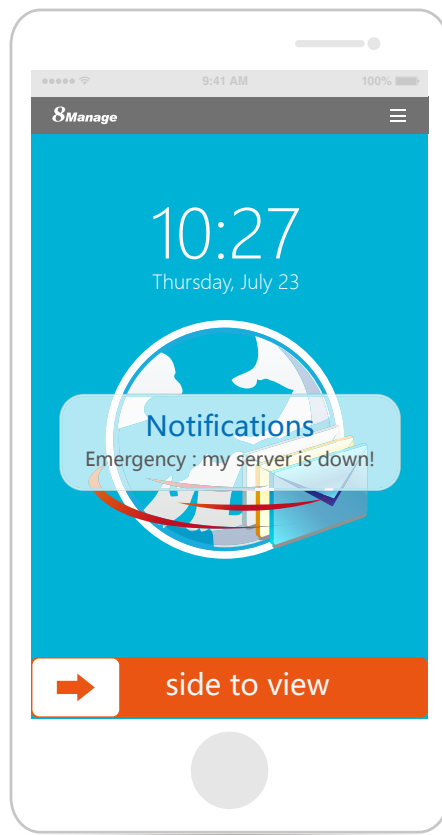 9:41 AM
100%
8Manage
10:27
Thursday, July 23
Notifications
Emergency : my server is down!
side to view